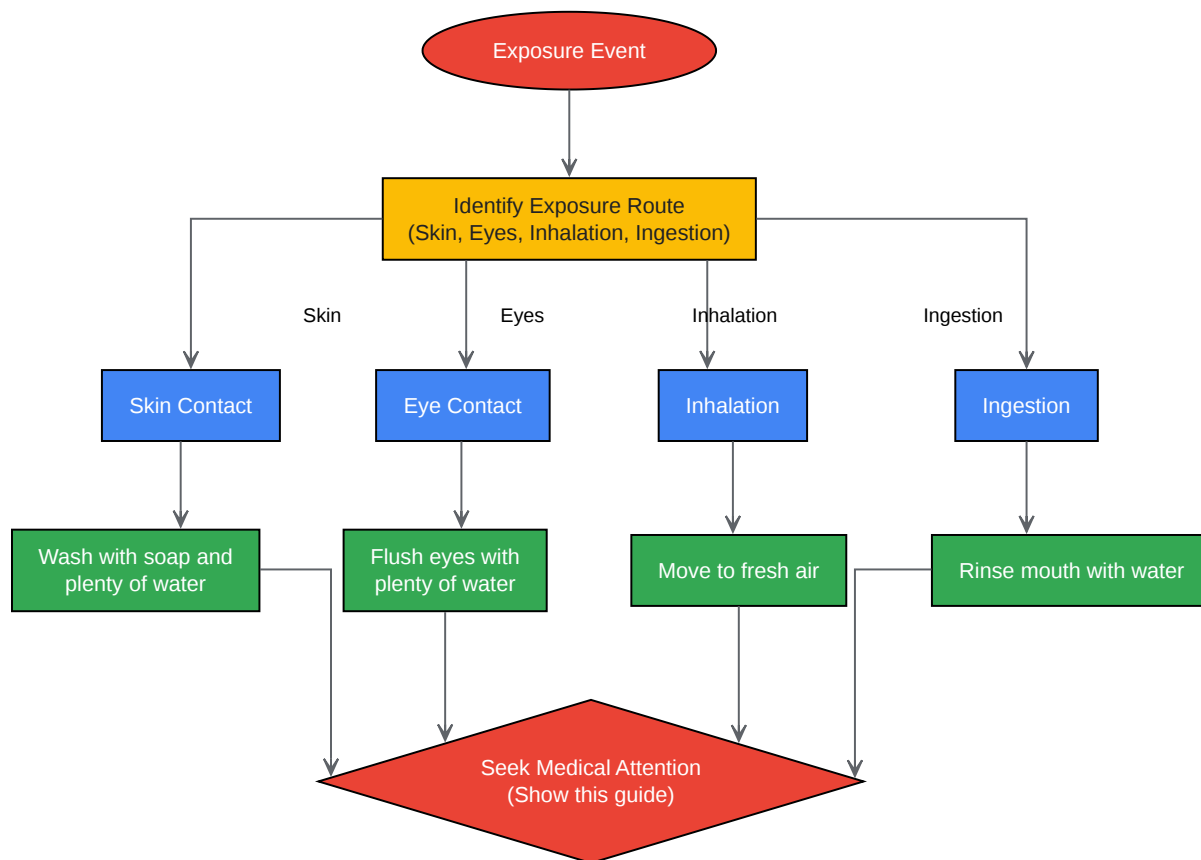 Exposure Event
Identify Exposure Route
(Skin, Eyes, Inhalation, Ingestion)
Skin
Eyes
Inhalation
Ingestion
Skin Contact
Eye Contact
Inhalation
Ingestion
Wash with soap and
plenty of water
Flush eyes with
plenty of water
Move to fresh air
Rinse mouth with water
Seek Medical Attention
(Show this guide)